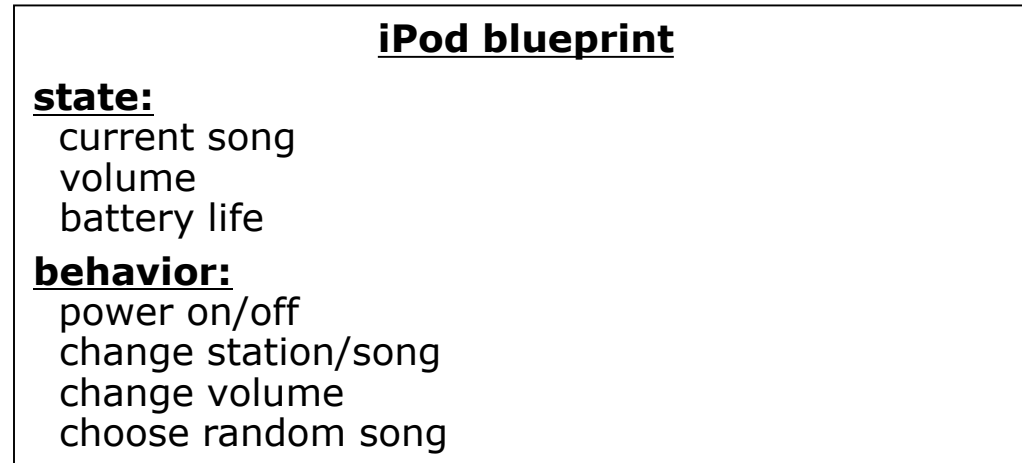 iPod blueprint
state:
current song
volume
battery life
behavior:
power on/off
change station/song
change volume
choose random song